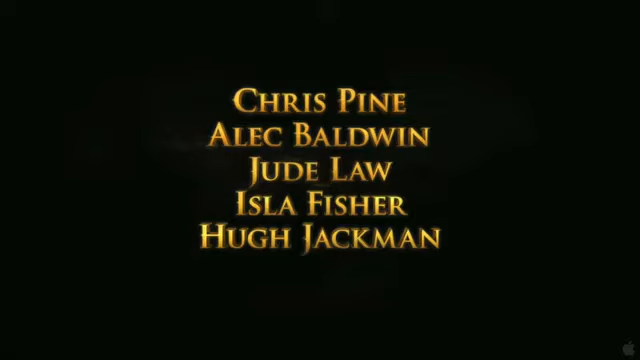 CHRIS PINE
ALEC BALDWIN
JUDE LAW
ISLA FISHER
HUGH JACKMAN